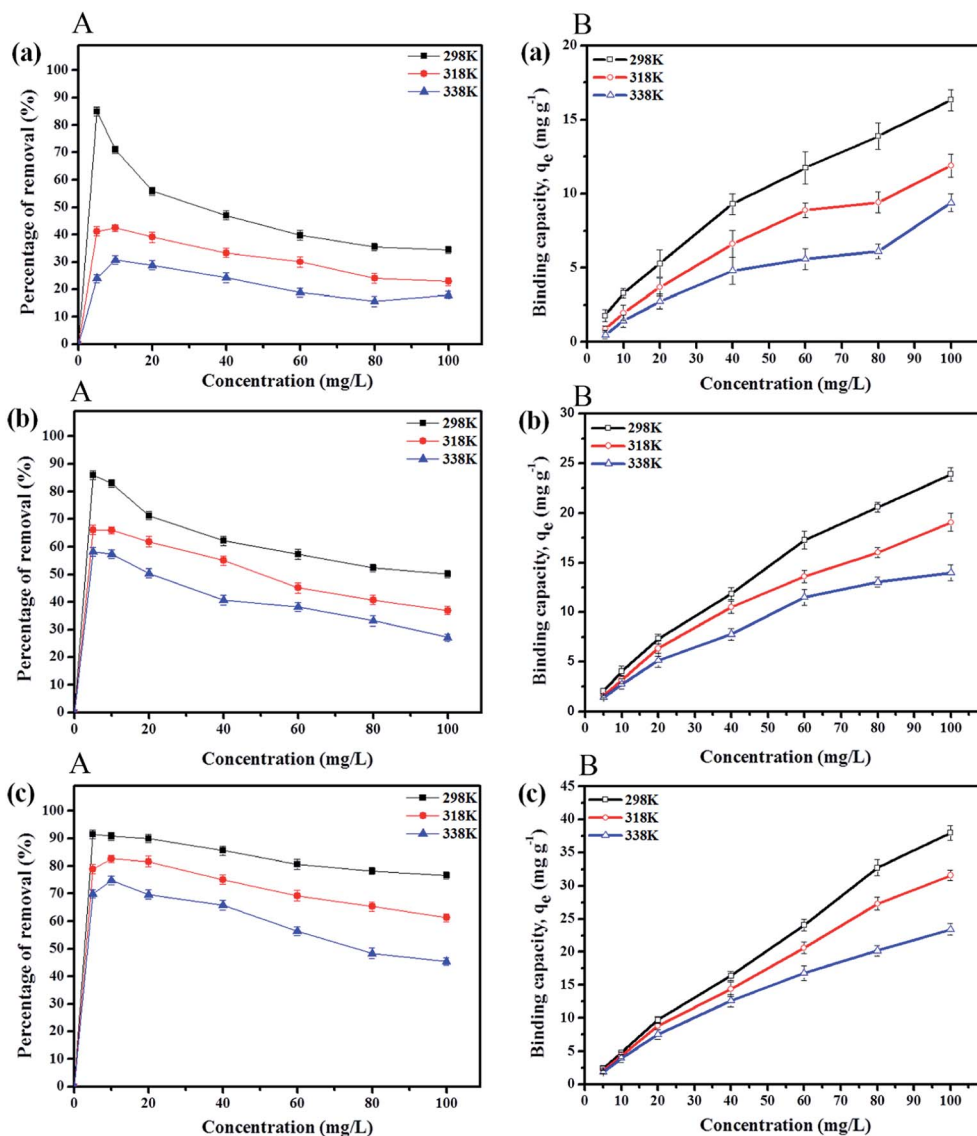 A
(a)
298K
318K
338K
100
90
80
70
60
50
40
30
20
10
0
Percentage of removal (%)
0 20 40 60 80 100
Concentration (mg/L)
B
(a)
298K
318K
338K
20
15
10
5
0
Binding capacity, qe (mg g-1)
0 10 20 30 40 50 60 70 80 90 100
Concentration (mg/L)
A
(b)
298K
318K
338K
100
90
80
70
60
50
40
30
20
10
0
Percentage of removal (%)
0 20 40 60 80 100
Concentration (mg/L)
B
(b)
298K
318K
338K
30
25
20
15
10
5
0
Binding capacity, qe (mg g-1)
0 10 20 30 40 50 60 70 80 90 100
Concentration (mg/L)
A
(c)
298K
318K
338K
100
90
80
70
60
50
40
30
20
10
0
Percentage of removal (%)
0 20 40 60 80 100
Concentration (mg/L)
B
(c)
298K
318K
338K
45
40
35
30
25
20
15
10
5
0
Binding capacity, qe (mg g-1)
0 10 20 30 40 50 60 70 80 90 100
Concentration (mg/L)